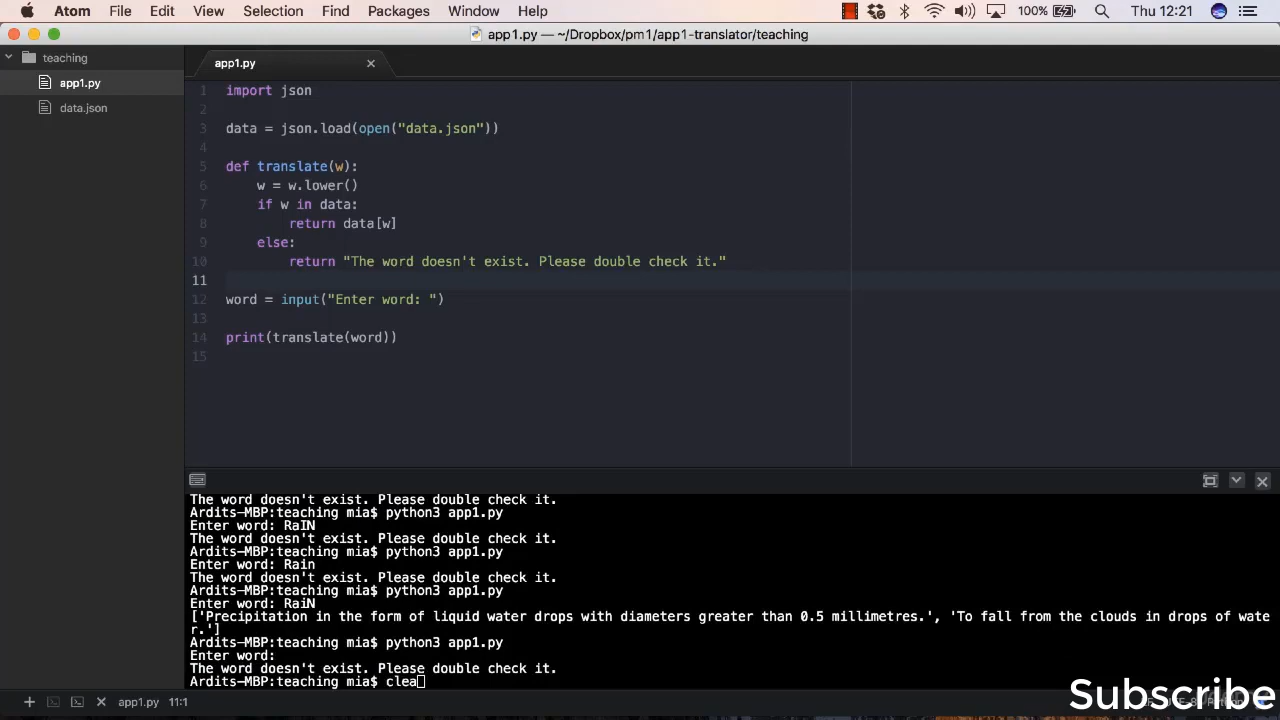 Atom File Edit View Selection Find Packages Window Help 100% Thu 12:21
app1.py — ~/Dropbox/pm1/app1-translator/teaching
teaching
app1.py
data.json
app1.py
1 import json
2
3 data = json.load(open("data.json"))
4
5 def translate(w):
6 w = w.lower()
7 if w in data:
8 return data[w]
9 else:
10 return "The word doesn't exist. Please double check it."
11
12 word = input("Enter word: ")
13
14 print(translate(word))
15
The word doesn't exist. Please double check it.
Ardits-MBP:teaching mia$ python3 app1.py
Enter word: RaIN
The word doesn't exist. Please double check it.
Ardits-MBP:teaching mia$ python3 app1.py
Enter word: Rain
The word doesn't exist. Please double check it.
Ardits-MBP:teaching mia$ python3 app1.py
Enter word: RaiN
['Precipitation in the form of liquid water drops with diameters greater than 0.5 millimetres.', 'To fall from the clouds in drops of wate
r.']
Ardits-MBP:teaching mia$ python3 app1.py
Enter word:
The word doesn't exist. Please double check it.
Ardits-MBP:teaching mia$ clea
app1.py 11:1
Subscribe